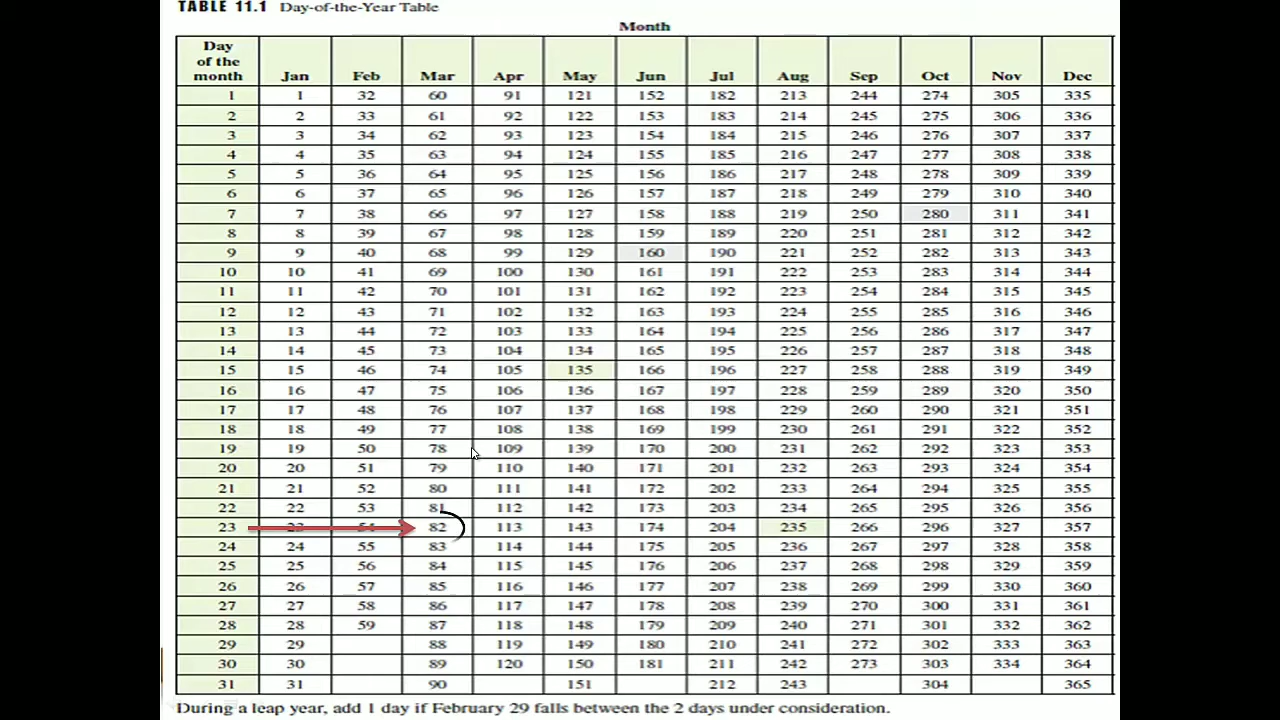 TABLE 11.1 Day-of-the-Year Table
Month
Day
of the
month Jan Feb Mar Apr May Jun Jul Aug Sep Oct Nov Dec
1 1 32 60 91 121 152 182 213 244 274 305 335
2 2 33 61 92 122 153 183 214 245 275 306 336
3 3 34 62 93 123 154 184 215 246 276 307 337
4 4 35 63 94 124 155 185 216 247 277 308 338
5 5 36 64 95 125 156 186 217 248 278 309 339
6 6 37 65 96 126 157 187 218 249 279 310 340
7 7 38 66 97 127 158 188 219 250 280 311 341
8 8 39 67 98 128 159 189 220 251 281 312 342
9 9 40 68 99 129 160 190 221 252 282 313 343
10 10 41 69 100 130 161 191 222 253 283 314 344
11 11 42 70 101 131 162 192 223 254 284 315 345
12 12 43 71 102 132 163 193 224 255 285 316 346
13 13 44 72 103 133 164 194 225 256 286 317 347
14 14 45 73 104 134 165 195 226 257 287 318 348
15 15 46 74 105 135 166 196 227 258 288 319 349
16 16 47 75 106 136 167 197 228 259 289 320 350
17 17 48 76 107 137 168 198 229 260 290 321 351
18 18 49 77 108 138 169 199 230 261 291 322 352
19 19 50 78 109 139 170 200 231 262 292 323 353
20 20 51 79 110 140 171 201 232 263 293 324 354
21 21 52 80 111 141 172 202 233 264 294 325 355
22 22 53 81 112 142 173 203 234 265 295 326 356
23 23 54 82 113 143 174 204 235 266 296 327 357
24 24 55 83 114 144 175 205 236 267 297 328 358
25 25 56 84 115 145 176 206 237 268 298 329 359
26 26 57 85 116 146 177 207 238 269 299 330 360
27 27 58 86 117 147 178 208 239 270 300 331 361
28 28 59 87 118 148 179 209 240 271 301 332 362
29 29 88 119 149 180 210 241 272 302 333 363
30 30 89 120 150 181 211 242 273 303 334 364
31 31 90 151 212 243 304 365
During a leap year, add 1 day if February 29 falls between the 2 days under consideration.